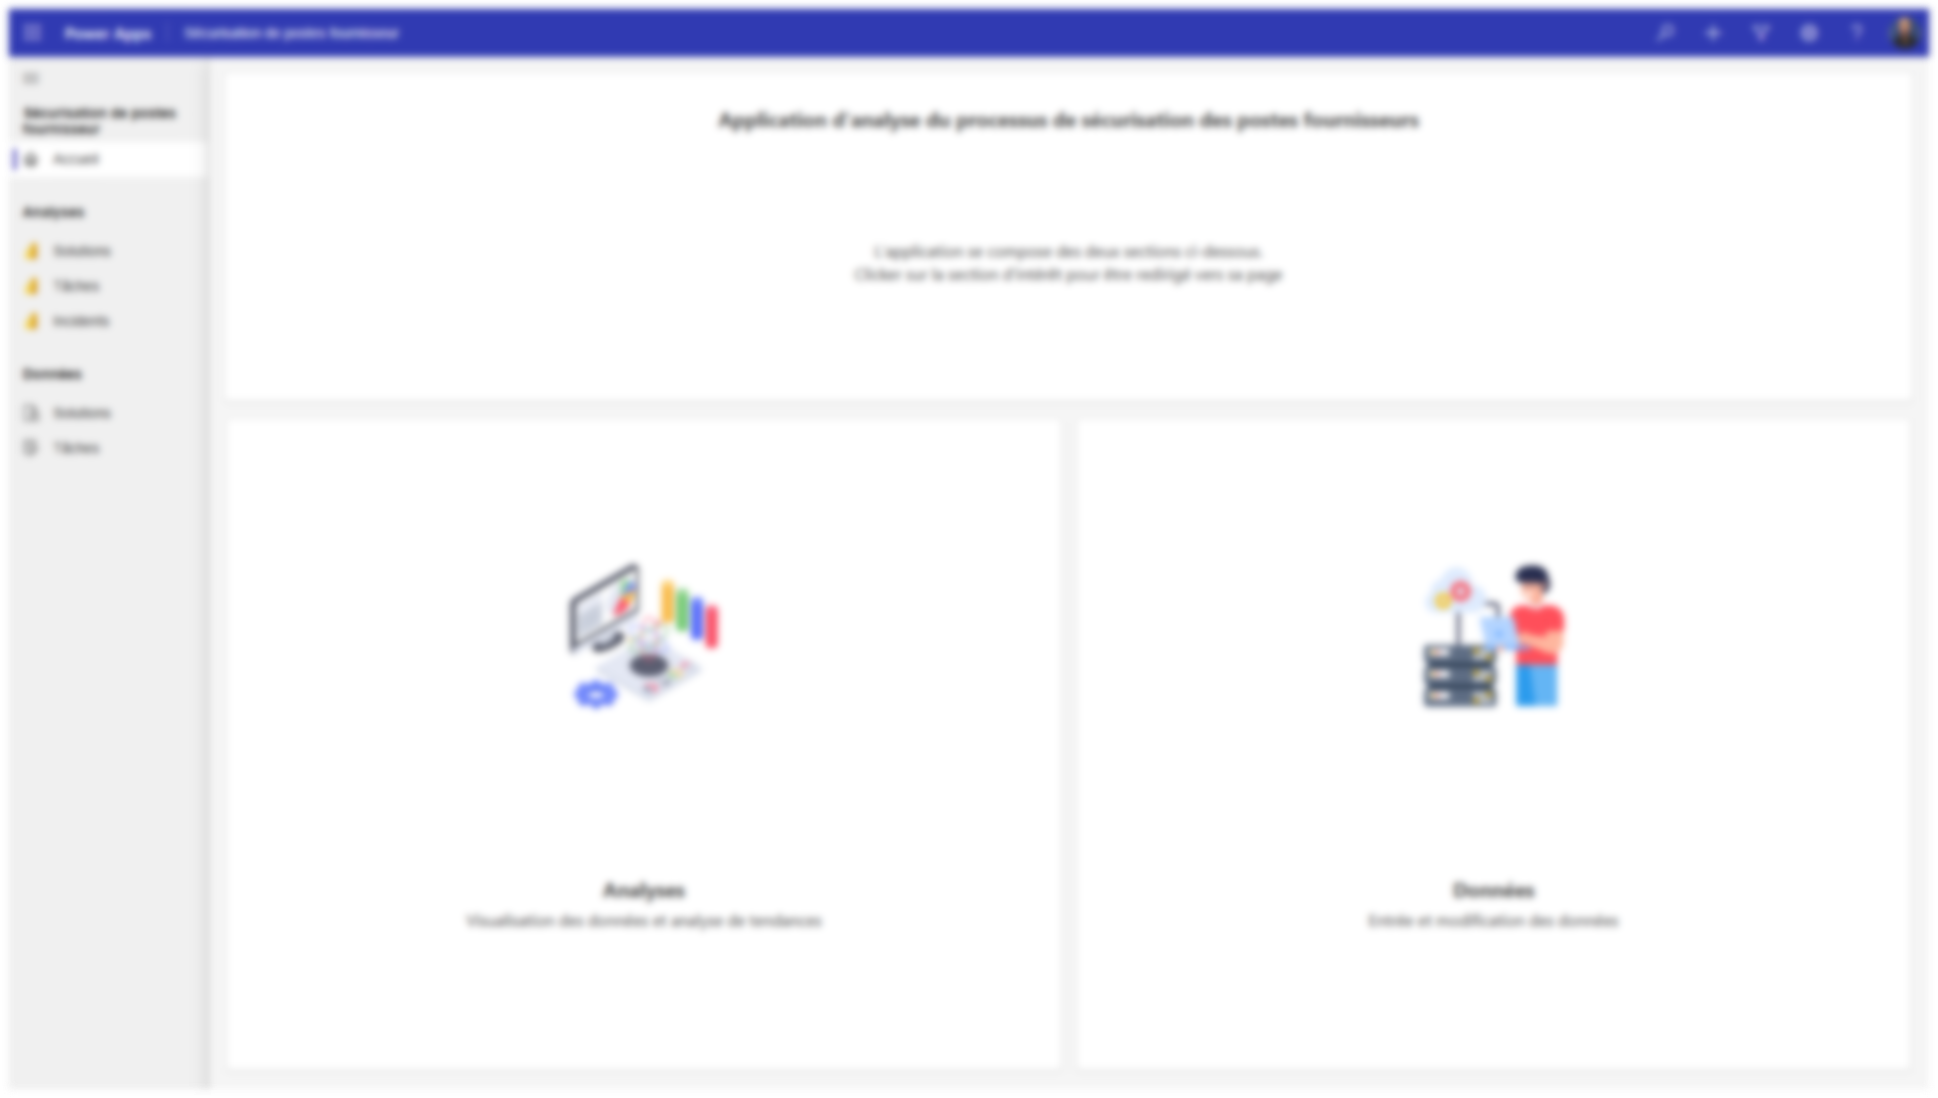 Power Apps
Sécurisation de postes fournisseur
Sécurisation de postes
fournisseur
Accueil
Analyses
Solutions
Tâches
Incidents
Données
Solutions
Tâches
Application d'analyse du processus de sécurisation des postes fournisseurs
L'application se compose des deux sections ci-dessous.
Clicker sur la section d'intérêt pour être redirigé vers sa page
Analyses
Visualisation des données et analyse de tendances
Données
Entrée et modification des données